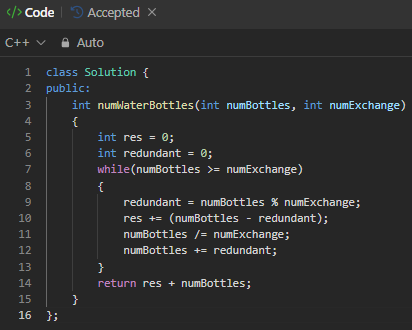 </> Code | Accepted ×
C++ Auto
1 class Solution {
2 public:
3     int numWaterBottles(int numBottles, int numExchange)
4     {
5         int res = 0;
6         int redundant = 0;
7         while(numBottles >= numExchange)
8         {
9             redundant = numBottles % numExchange;
10             res += (numBottles - redundant);
11             numBottles /= numExchange;
12             numBottles += redundant;
13         }
14         return res + numBottles;
15     }
16 };